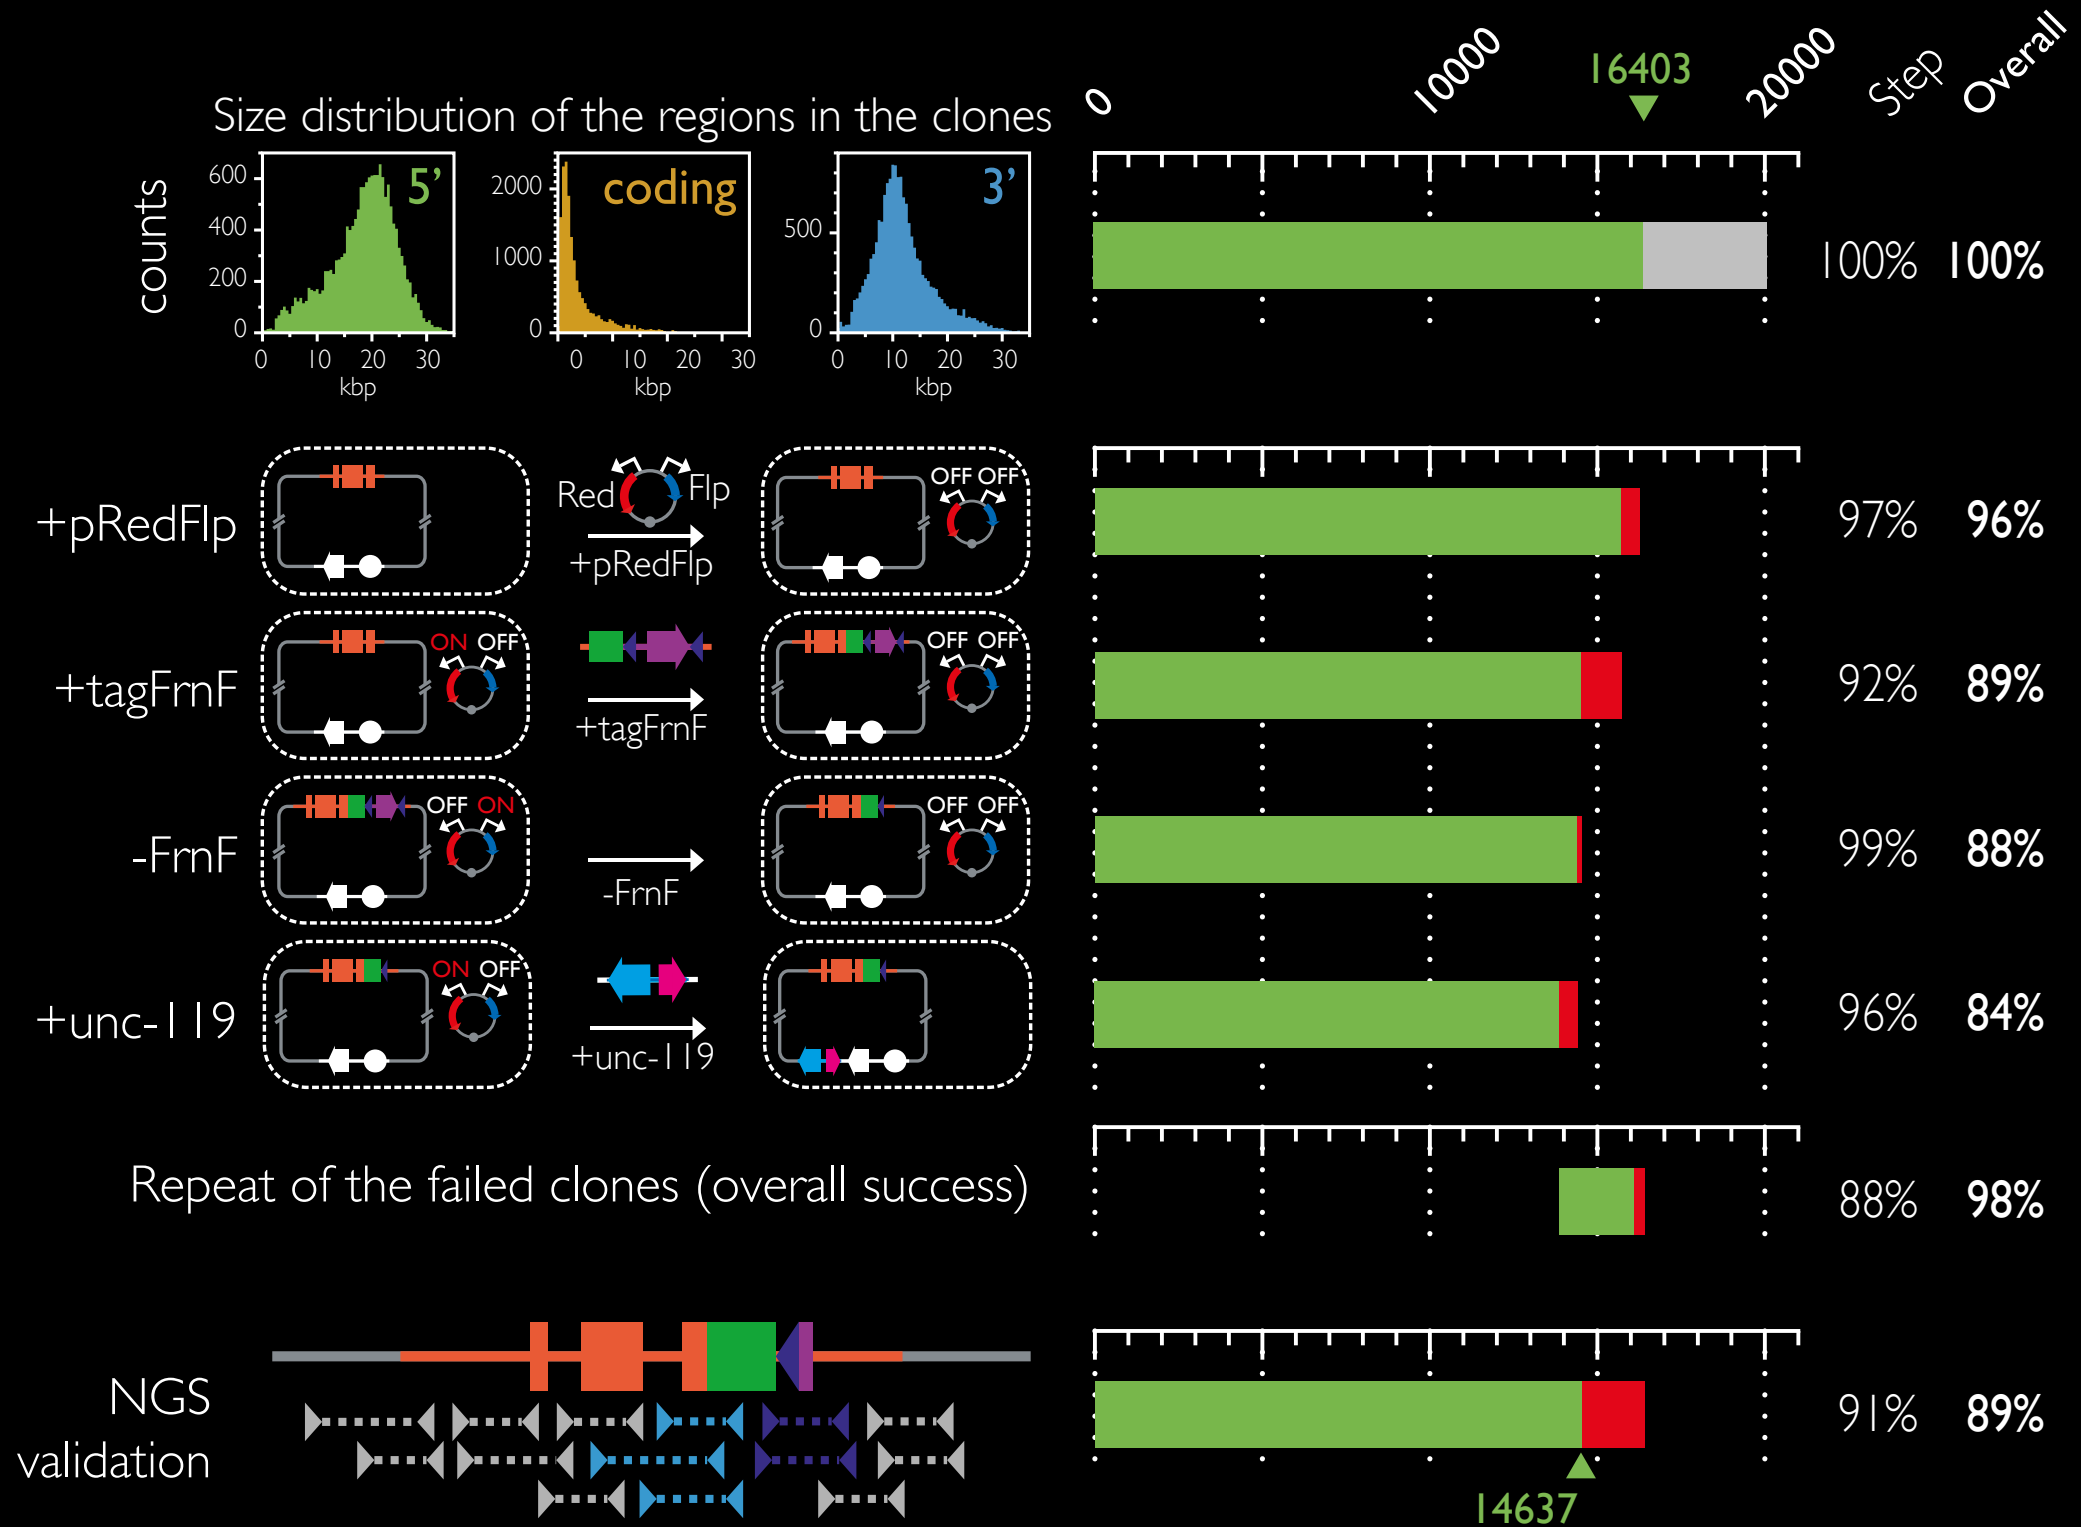 0 10000 16403 20000 Step Overall
Size distribution of the regions in the clones
counts
600
400
200
0
5’
0 10 20 30
kbp
2000
1000
0
coding
0 10 20 30
kbp
500
0
3’
0 10 20 30
kbp
100% 100%
+pRedFlp
Red Flp
+pRedFlp
OFF OFF
97% 96%
+tagFrnF
ON OFF
+tagFrnF
OFF OFF
92% 89%
-FrnF
OFF ON
-FrnF
OFF OFF
99% 88%
+unc-119
ON OFF
+unc-119
96% 84%
Repeat of the failed clones (overall success)
88% 98%
NGS
validation
91% 89%
14637